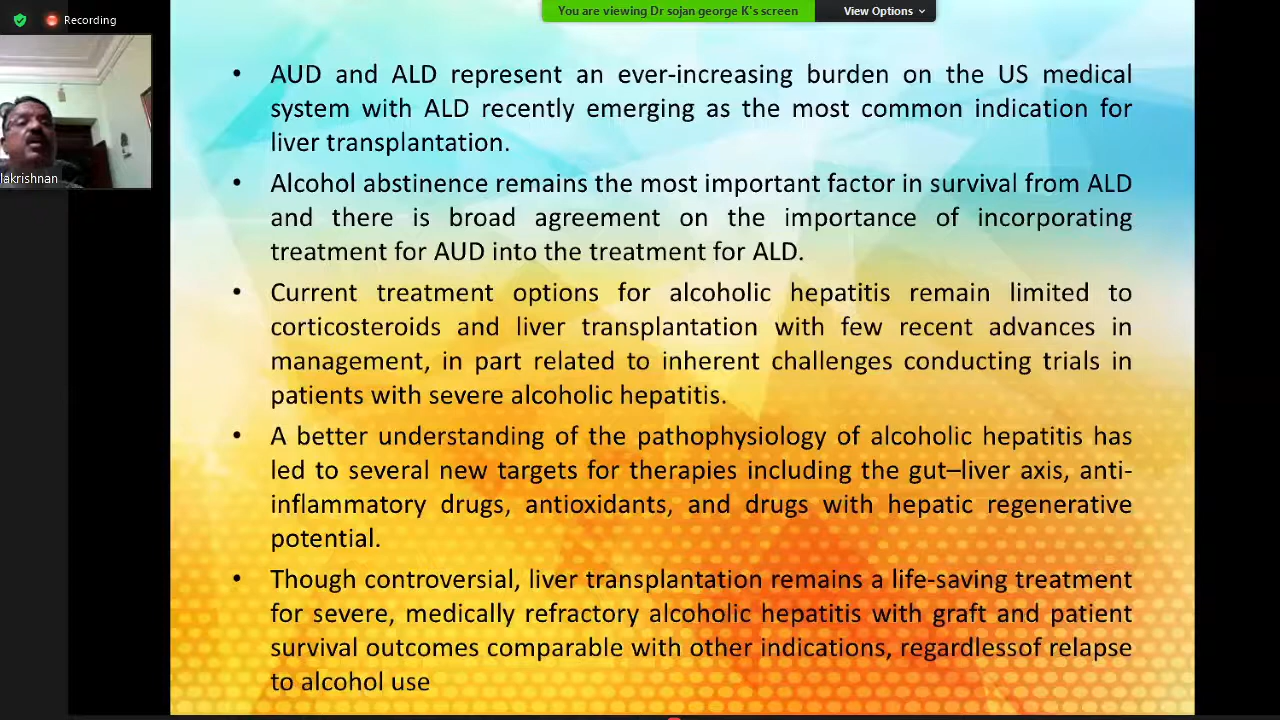 Recording
You are viewing Dr sojan george K's screen
View Options
lakrishnan
• AUD and ALD represent an ever-increasing burden on the US medical
system with ALD recently emerging as the most common indication for
liver transplantation.
• Alcohol abstinence remains the most important factor in survival from ALD
and there is broad agreement on the importance of incorporating
treatment for AUD into the treatment for ALD.
• Current treatment options for alcoholic hepatitis remain limited to
corticosteroids and liver transplantation with few recent advances in
management, in part related to inherent challenges conducting trials in
patients with severe alcoholic hepatitis.
• A better understanding of the pathophysiology of alcoholic hepatitis has
led to several new targets for therapies including the gut–liver axis, anti-
inflammatory drugs, antioxidants, and drugs with hepatic regenerative
potential.
• Though controversial, liver transplantation remains a life-saving treatment
for severe, medically refractory alcoholic hepatitis with graft and patient
survival outcomes comparable with other indications, regardlessof relapse
to alcohol use